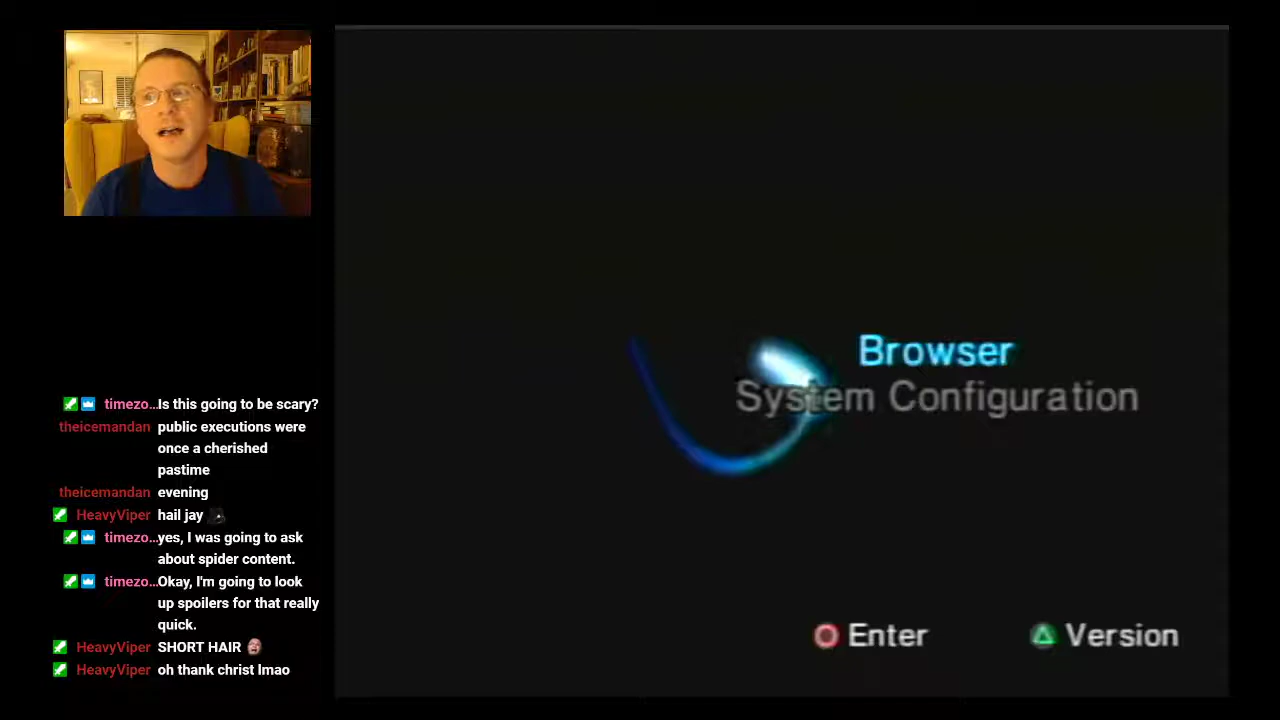 timezo...Is this going to be scary?
theicemandan public executions were
once a cherished
pastime
theicemandan evening
HeavyViper hail jay
timezo...yes, I was going to ask
about spider content.
timezo...Okay, I'm going to look
up spoilers for that really
quick.
HeavyViper SHORT HAIR
HeavyViper oh thank christ lmao
Browser
System Configuration
Enter
Version